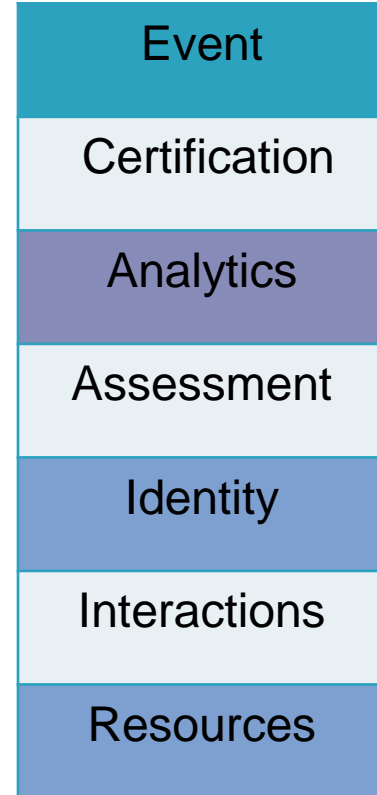 Event
Certification
Analytics
Assessment
Identity
Interactions
Resources